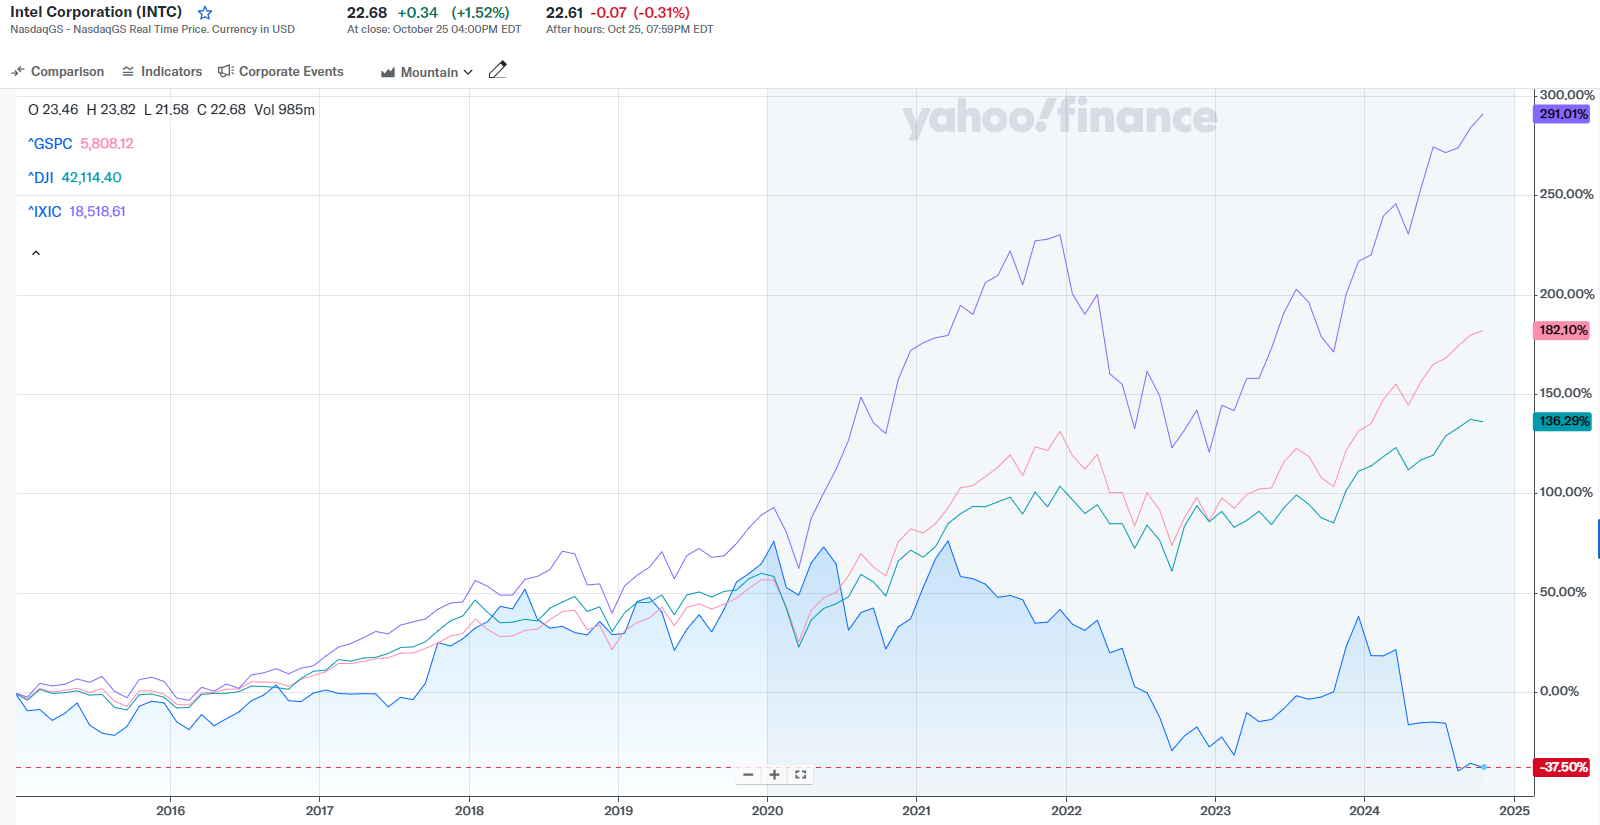 Intel Corporation (INTC)
NasdaqGS - NasdaqGS Real Time Price. Currency in USD
22.68 +0.34 (+1.52%)
At close: October 25 04:00PM EDT
22.61 -0.07 (-0.31%)
After hours: Oct 25, 07:59PM EDT
Comparison Indicators Corporate Events Mountain
O 23.46 H 23.82 L 21.58 C 22.68 Vol 985m
^GSPC 5,808.12
^DJI 42,114.40
^IXIC 18,518.61
yahoo!finance
300.00%
291.01%
250.00%
200.00%
182.10%
150.00%
136.29%
100.00%
50.00%
0.00%
-37.50%
2016 2017 2018 2019 2020 2021 2022 2023 2024 2025